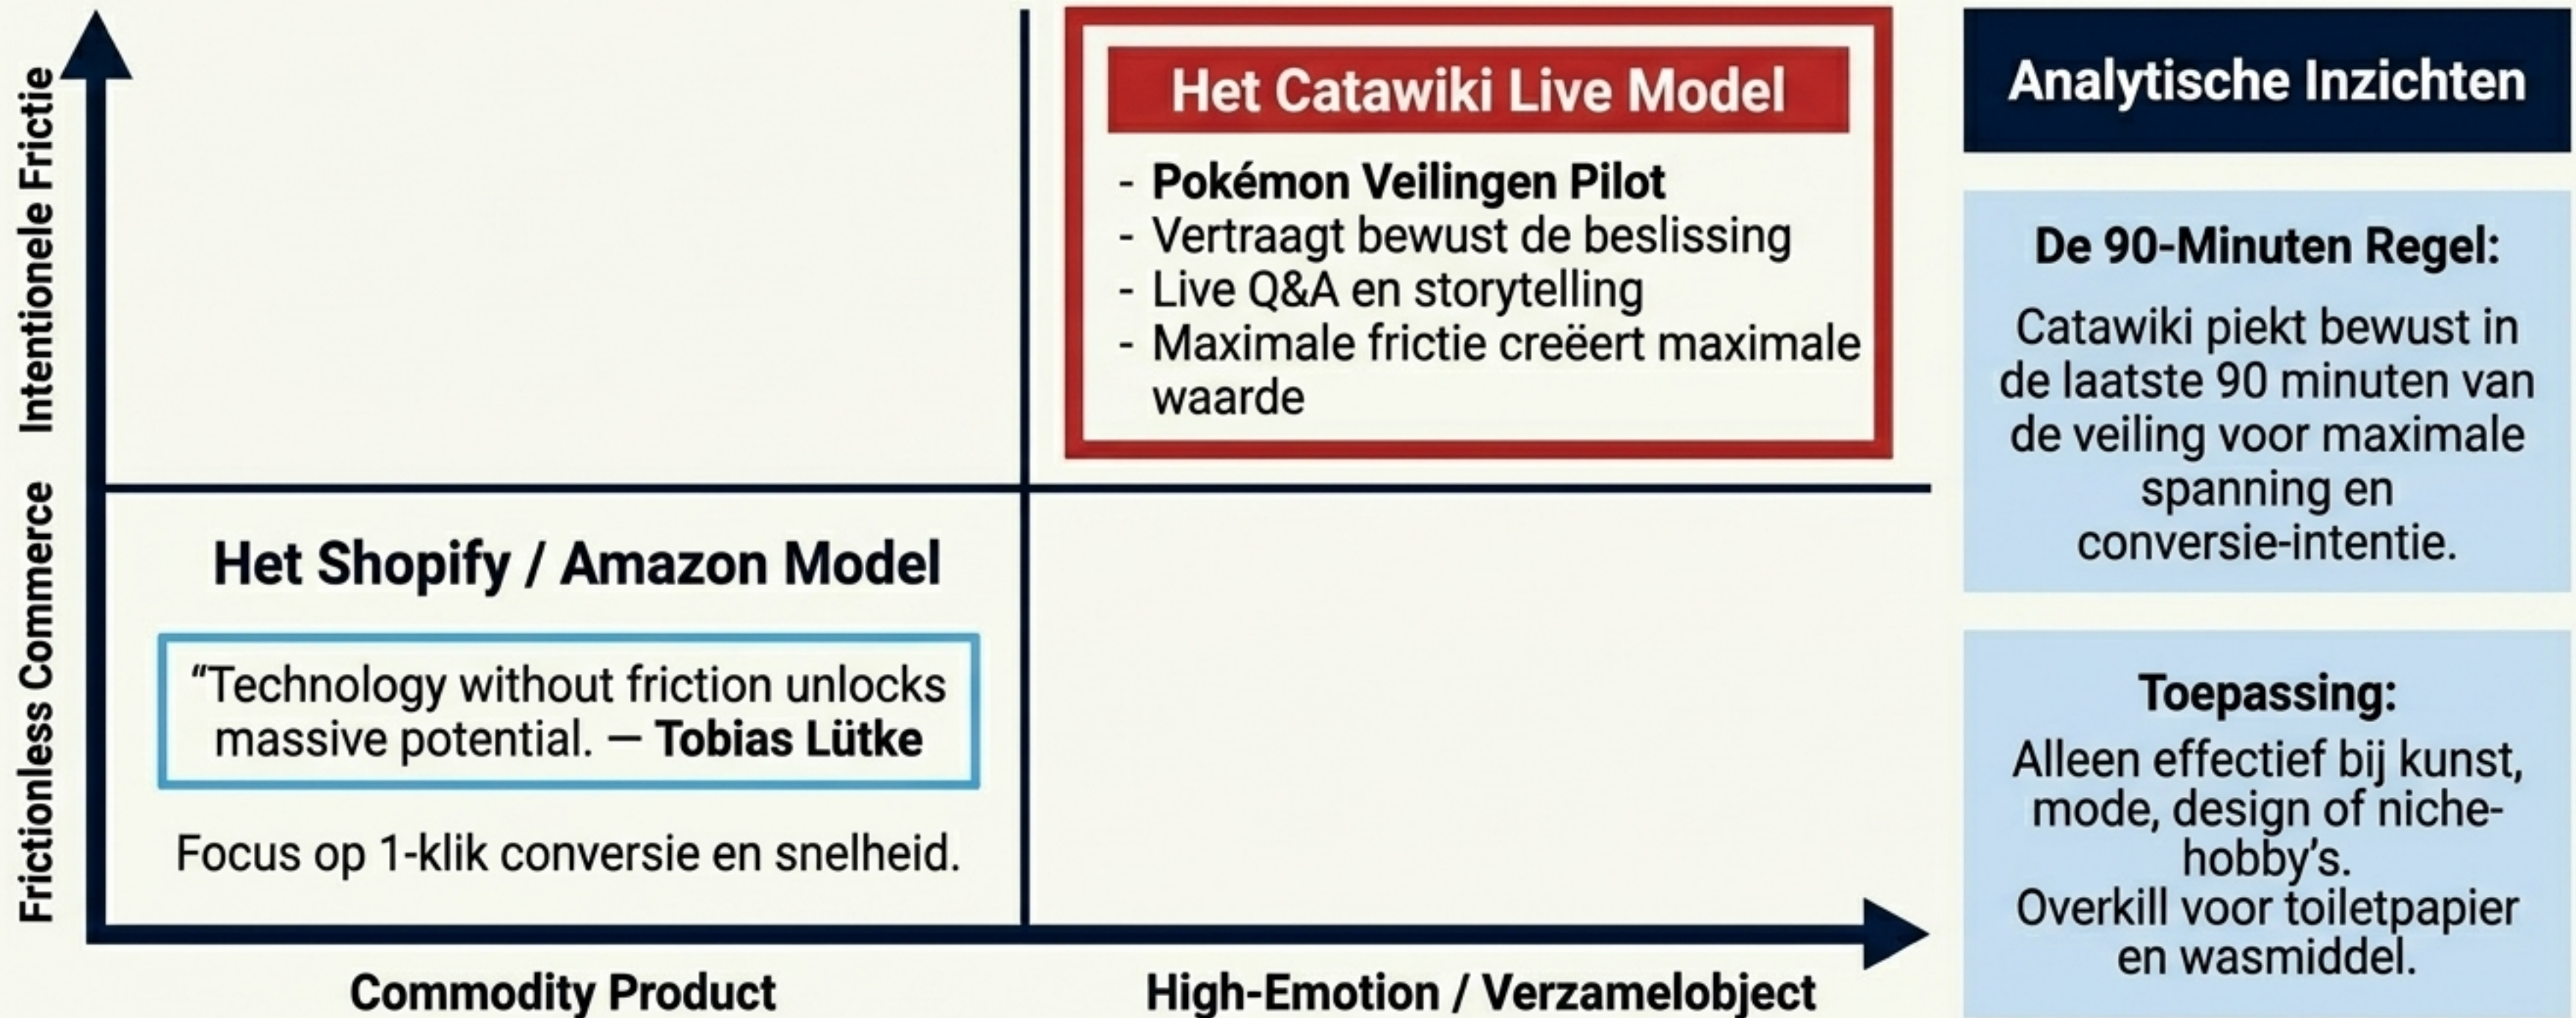 Intentionele Frictie
Frictionless Commerce
Het Catawiki Live Model
- Pokémon Veilingen Pilot
- Vertraagt bewust de beslissing
- Live Q&A en storytelling
- Maximale frictie creëert maximale
waarde
Het Shopify / Amazon Model
“Technology without friction unlocks
massive potential. — Tobias Lütke
Focus op 1-klik conversie en snelheid.
Commodity Product
High-Emotion / Verzamelobject
Analytische Inzichten
De 90-Minuten Regel:
Catawiki piekt bewust in
de laatste 90 minuten van
de veiling voor maximale
spanning en
conversie-intentie.
Toepassing:
Alleen effectief bij kunst,
mode, design of niche-
hobby’s.
Overkill voor toiletpapier
en wasmiddel.